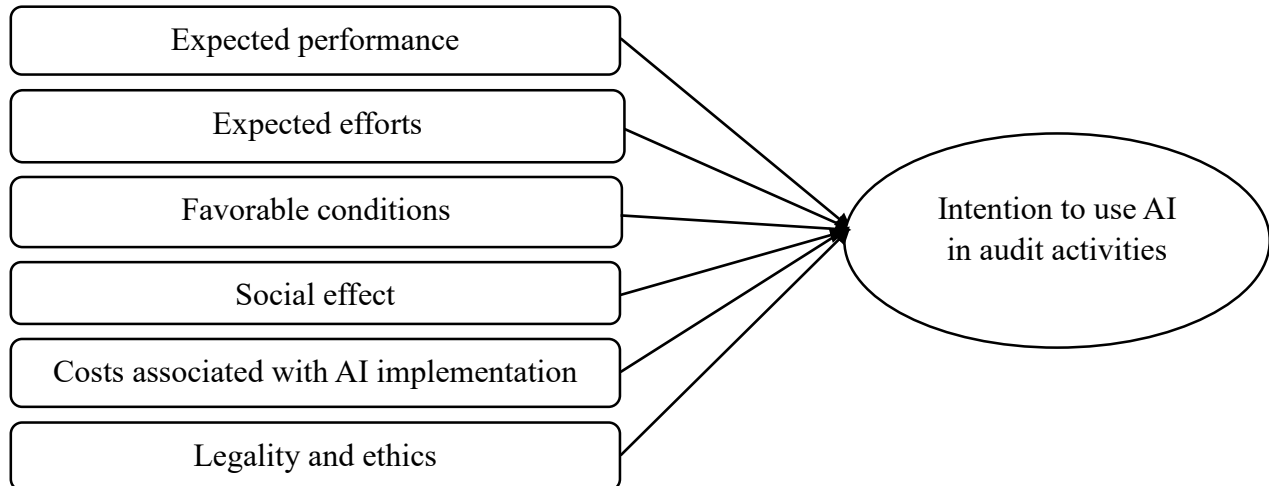 Expected performance
Expected efforts
Favorable conditions
Social effect
Costs associated with AI implementation
Legality and ethics
Intention to use AI
in audit activities